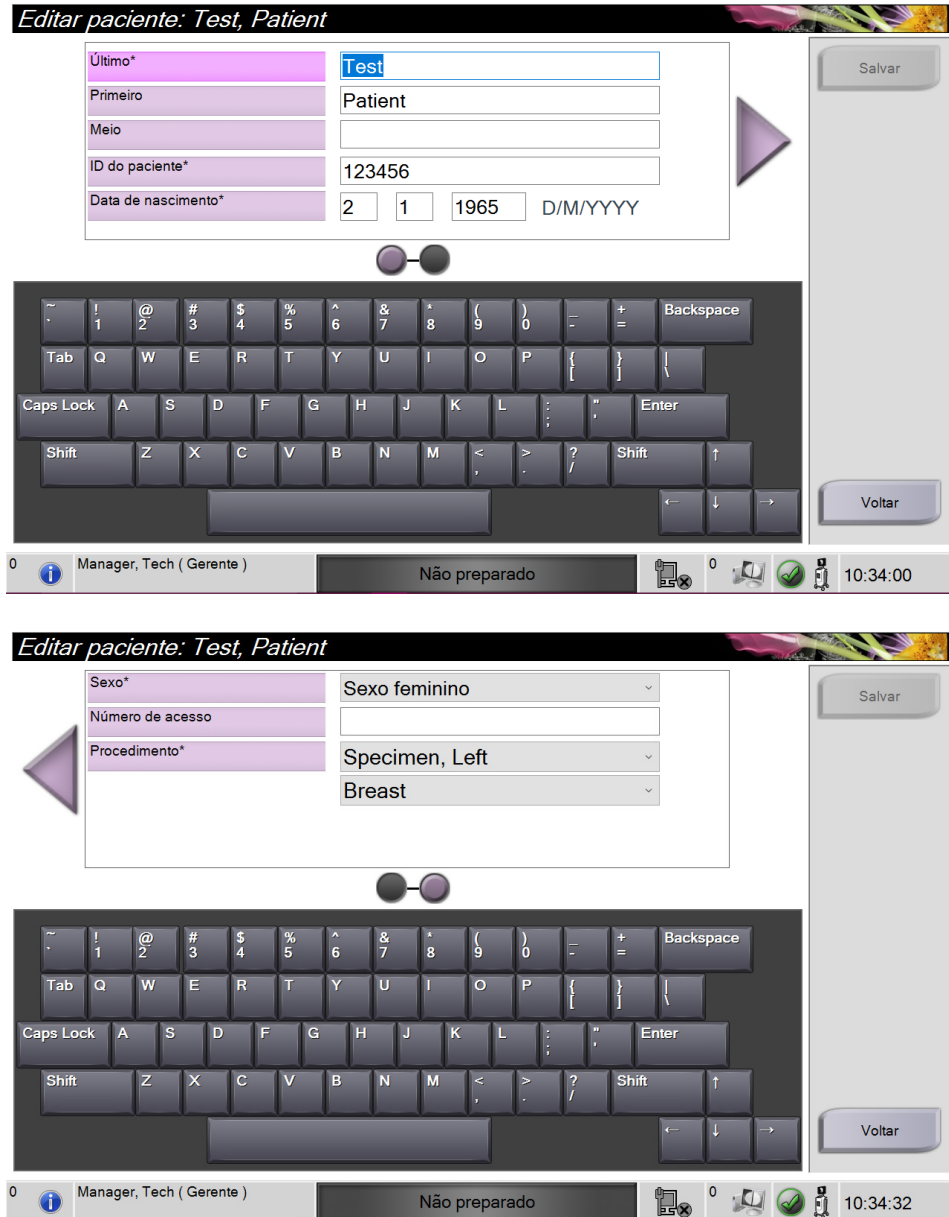 Editar paciente: Test, Patient
Último* Test
Primeiro Patient
Meio
ID do paciente* 123456
Data de nascimento* 2 1 1965 D/M/YYYY
Salvar
~ ` ! 1 @ 2 # 3 $ 4 % 5 ^ 6 & 7 * 8 ( 9 ) 0 _ - + = Backspace
Tab Q W E R T Y U I O P { [ } ] | \
Caps Lock A S D F G H J K L : ; " ' Enter
Shift Z X C V B N M < , > . ? / Shift ↑
← ↓ →
Voltar
0 Manager, Tech ( Gerente ) Não preparado 0 10:34:00
Editar paciente: Test, Patient
Sexo* Sexo feminino
Número de acesso
Procedimento* Specimen, Left
Breast
Salvar
~ ` ! 1 @ 2 # 3 $ 4 % 5 ^ 6 & 7 * 8 ( 9 ) 0 _ - + = Backspace
Tab Q W E R T Y U I O P { [ } ] | \
Caps Lock A S D F G H J K L : ; " ' Enter
Shift Z X C V B N M < , > . ? / Shift ↑
← ↓ →
Voltar
0 Manager, Tech ( Gerente ) Não preparado 0 10:34:32